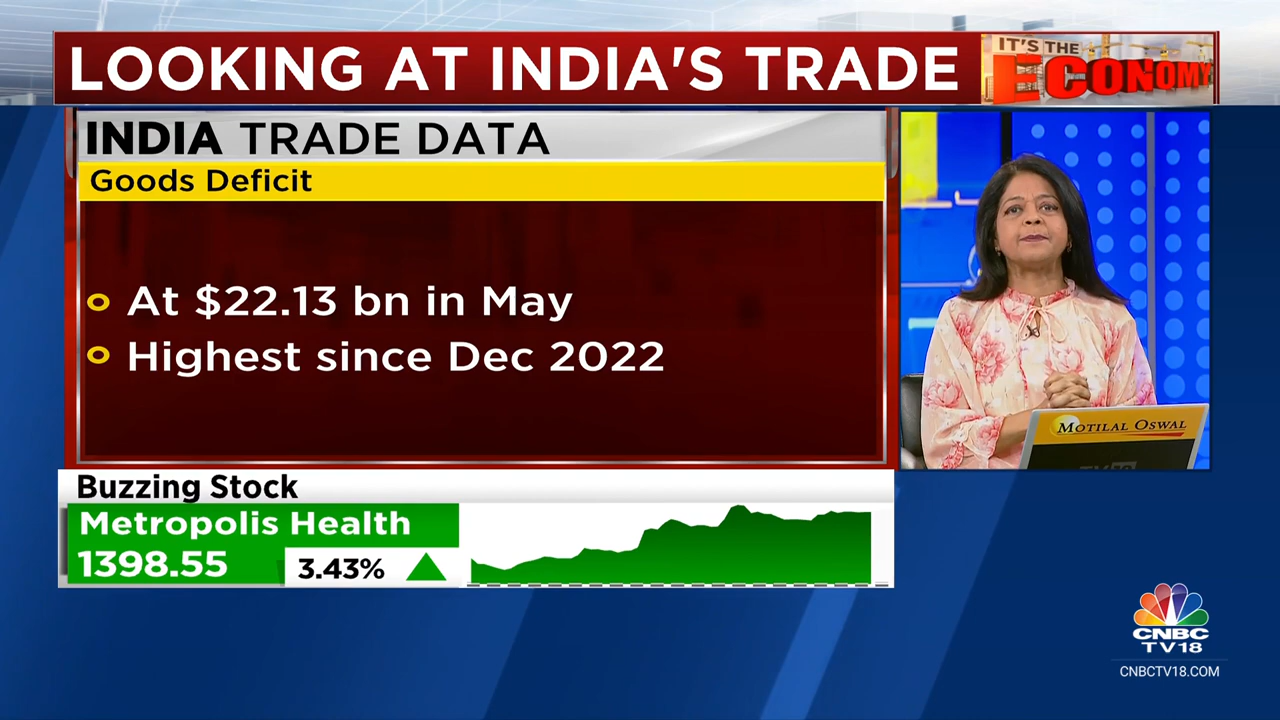 LOOKING AT INDIA'S TRADE
IT'S THE
ECONOMY
INDIA TRADE DATA
Goods Deficit
At $22.13 bn in May
Highest since Dec 2022
MOTILAL OSWAL
TV18
Buzzing Stock
Metropolis Health
1398.55
3.43%
CNBC
TV18
CNBCTV18.COM